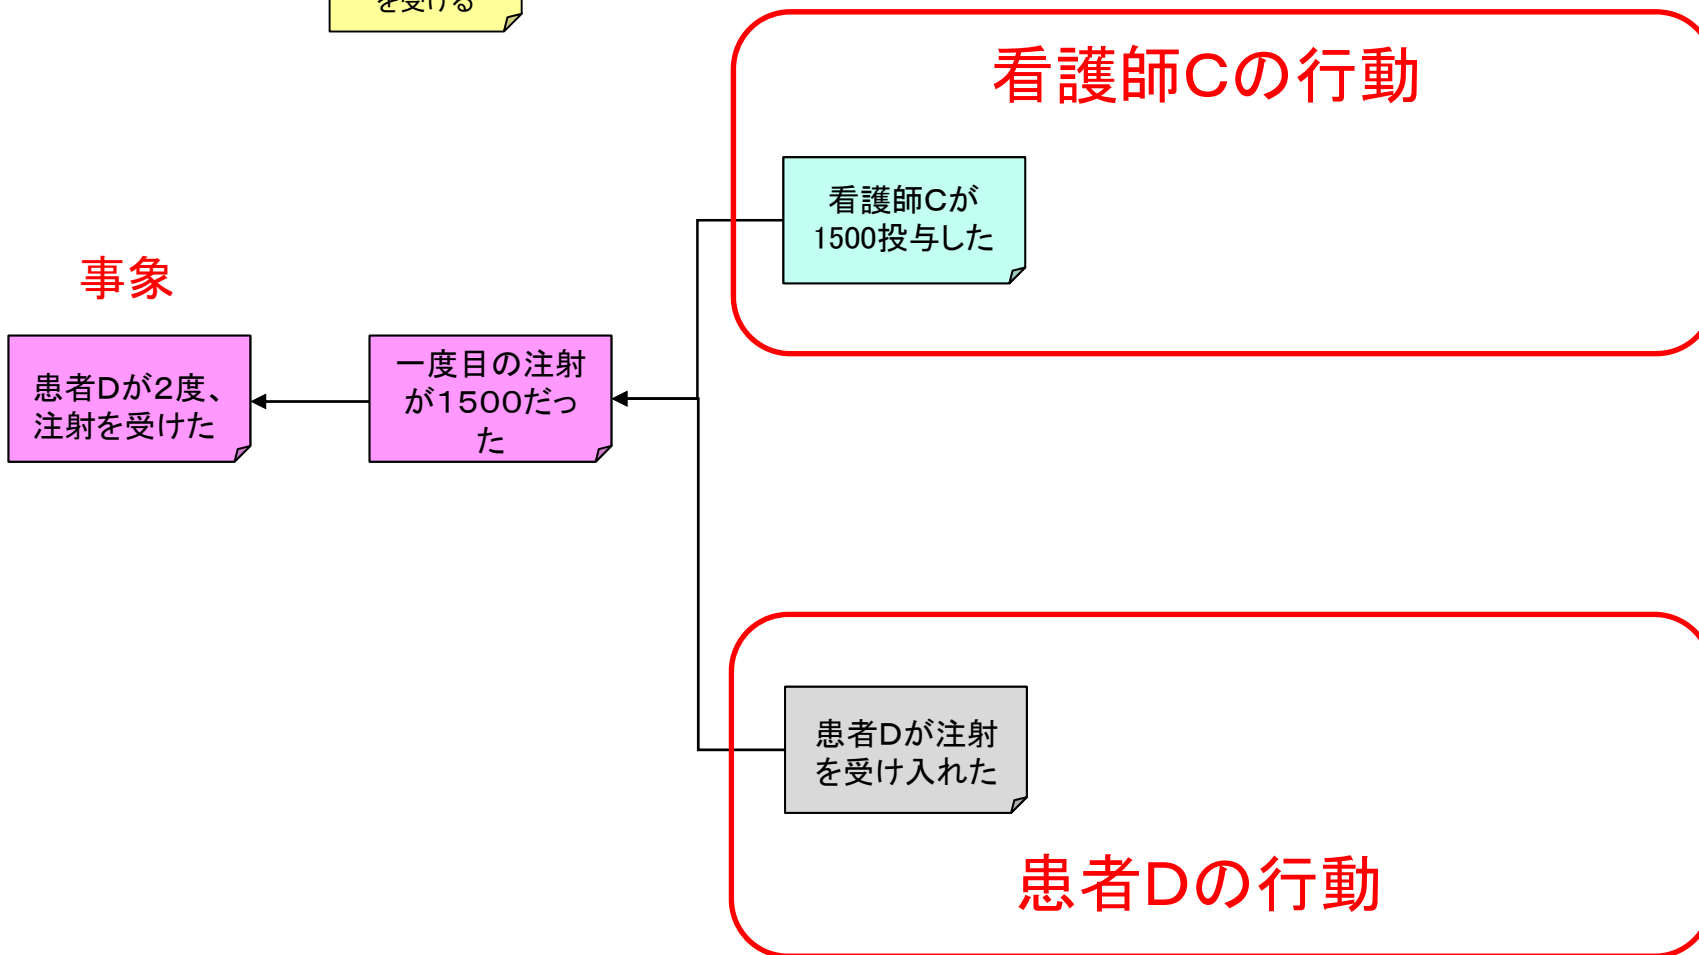 を受ける
看護師Cの行動
看護師Cが
1500投与した
事象
患者Dが2度、
注射を受けた
一度目の注射
が1500だっ
た
患者Dが注射
を受け入れた
患者Dの行動